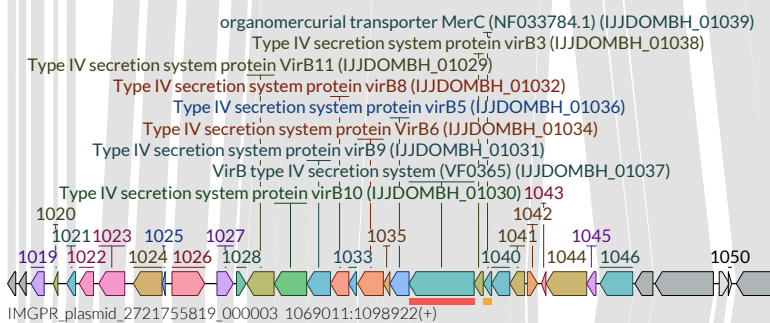 organomercurial transporter MerC (NF033784.1) (IJJDOMBH_01039)
Type IV secretion system protein virB3 (IJJDOMBH_01038)
Type IV secretion system protein VirB11 (IJJDOMBH_01029)
Type IV secretion system protein virB8 (IJJDOMBH_01032)
Type IV secretion system protein virB5 (IJJDOMBH_01036)
Type IV secretion system protein VirB6 (IJJDOMBH_01034)
Type IV secretion system protein virB9 (IJJDOMBH_01031)
VirB type IV secretion system (VF0365) (IJJDOMBH_01037)
Type IV secretion system protein virB10 (IJJDOMBH_01030) 1043
1020 1042
1021 1023 1025 1027 1035 1041 1045
1019 1022 1024 1026 1028 1033 1040 1044 1046 1050
IMGPR_plasmid_2721755819_000003 1069011:1098922(+)